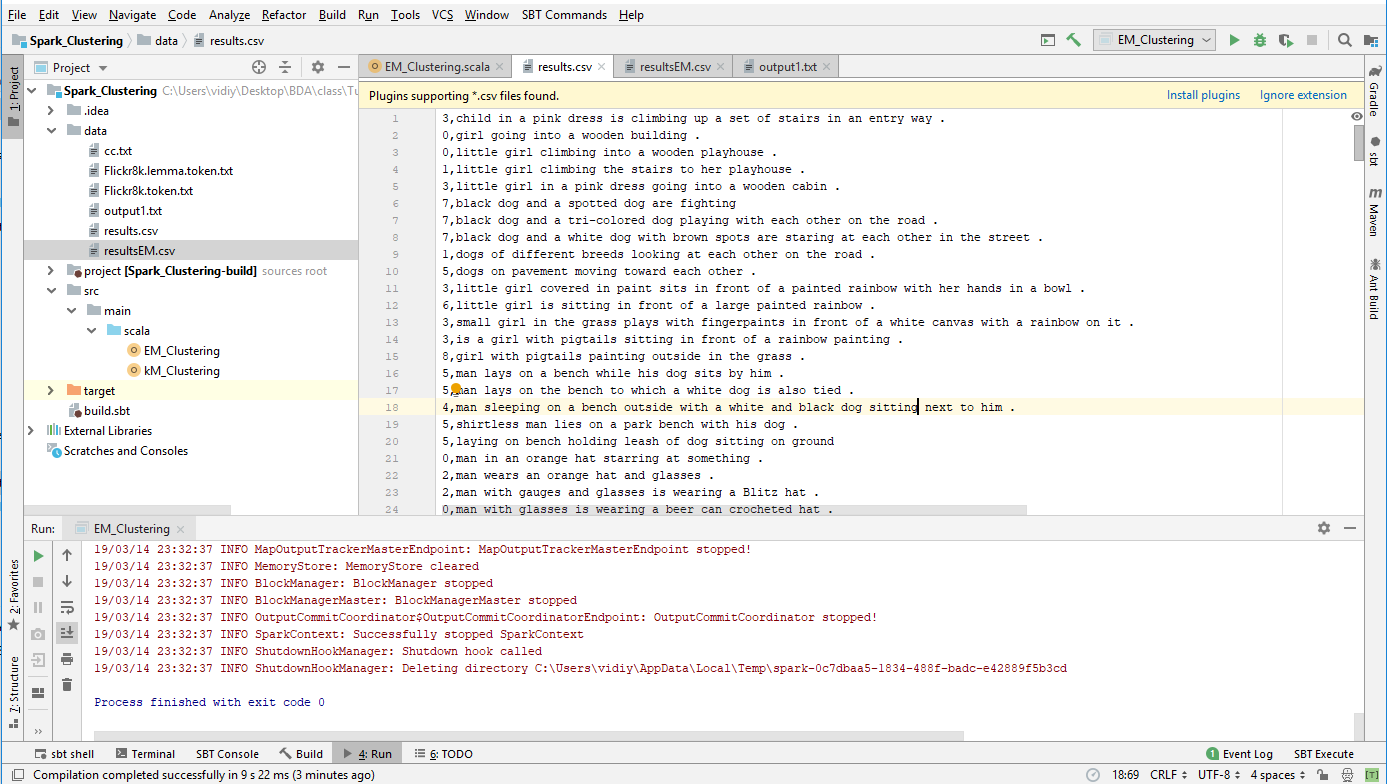 File Edit View Navigate Code Analyze Refactor Build Run Tools VCS Window SBT Commands Help
Spark_Clustering data results.csv EM_Clustering
Project EM_Clustering.scala results.csv resultsEM.csv output1.txt
1: Project
Spark_Clustering C:\Users\vidiy\Desktop\BDA\class\Tu
.idea
data
cc.txt
Flickr8k.lemma.token.txt
Flickr8k.token.txt
output1.txt
results.csv
resultsEM.csv
project [Spark_Clustering-build] sources root
src
main
scala
EM_Clustering
kM_Clustering
target
build.sbt
External Libraries
Scratches and Consoles
Plugins supporting *.csv files found. Install plugins Ignore extension
1 3,child in a pink dress is climbing up a set of stairs in an entry way .
2 0,girl going into a wooden building .
3 0,little girl climbing into a wooden playhouse .
4 1,little girl climbing the stairs to her playhouse .
5 3,little girl in a pink dress going into a wooden cabin .
6 7,black dog and a spotted dog are fighting
7 7,black dog and a tri-colored dog playing with each other on the road .
8 7,black dog and a white dog with brown spots are staring at each other in the street .
9 1,dogs of different breeds looking at each other on the road .
10 5,dogs on pavement moving toward each other .
11 3,little girl covered in paint sits in front of a painted rainbow with her hands in a bowl .
12 6,little girl is sitting in front of a large painted rainbow .
13 3,small girl in the grass plays with fingerpaints in front of a white canvas with a rainbow on it .
14 3,is a girl with pigtails sitting in front of a rainbow painting .
15 8,girl with pigtails painting outside in the grass .
16 5,man lays on a bench while his dog sits by him .
17 5,man lays on the bench to which a white dog is also tied .
18 4,man sleeping on a bench outside with a white and black dog sitting next to him .
19 5,shirtless man lies on a park bench with his dog .
20 5,laying on bench holding leash of dog sitting on ground
21 0,man in an orange hat starring at something .
22 2,man wears an orange hat and glasses .
23 2,man with gauges and glasses is wearing a Blitz hat .
24 0,man with glasses is wearing a beer can crocheted hat .
Gradle
sbt
m
Maven
Ant Build
Run: EM_Clustering
2: Favorites
7: Structure
19/03/14 23:32:37 INFO MapOutputTrackerMasterEndpoint: MapOutputTrackerMasterEndpoint stopped!
19/03/14 23:32:37 INFO MemoryStore: MemoryStore cleared
19/03/14 23:32:37 INFO BlockManager: BlockManager stopped
19/03/14 23:32:37 INFO BlockManagerMaster: BlockManagerMaster stopped
19/03/14 23:32:37 INFO OutputCommitCoordinator$OutputCommitCoordinatorEndpoint: OutputCommitCoordinator stopped!
19/03/14 23:32:37 INFO SparkContext: Successfully stopped SparkContext
19/03/14 23:32:37 INFO ShutdownHookManager: Shutdown hook called
19/03/14 23:32:37 INFO ShutdownHookManager: Deleting directory C:\Users\vidiy\AppData\Local\Temp\spark-0c7dbaa5-1834-488f-badc-e42889f5b3cd
Process finished with exit code 0
sbt shell Terminal SBT Console Build 4: Run 6: TODO 1 Event Log SBT Execute
Compilation completed successfully in 9 s 22 ms (3 minutes ago) 18:69 CRLF UTF-8 4 spaces [T]